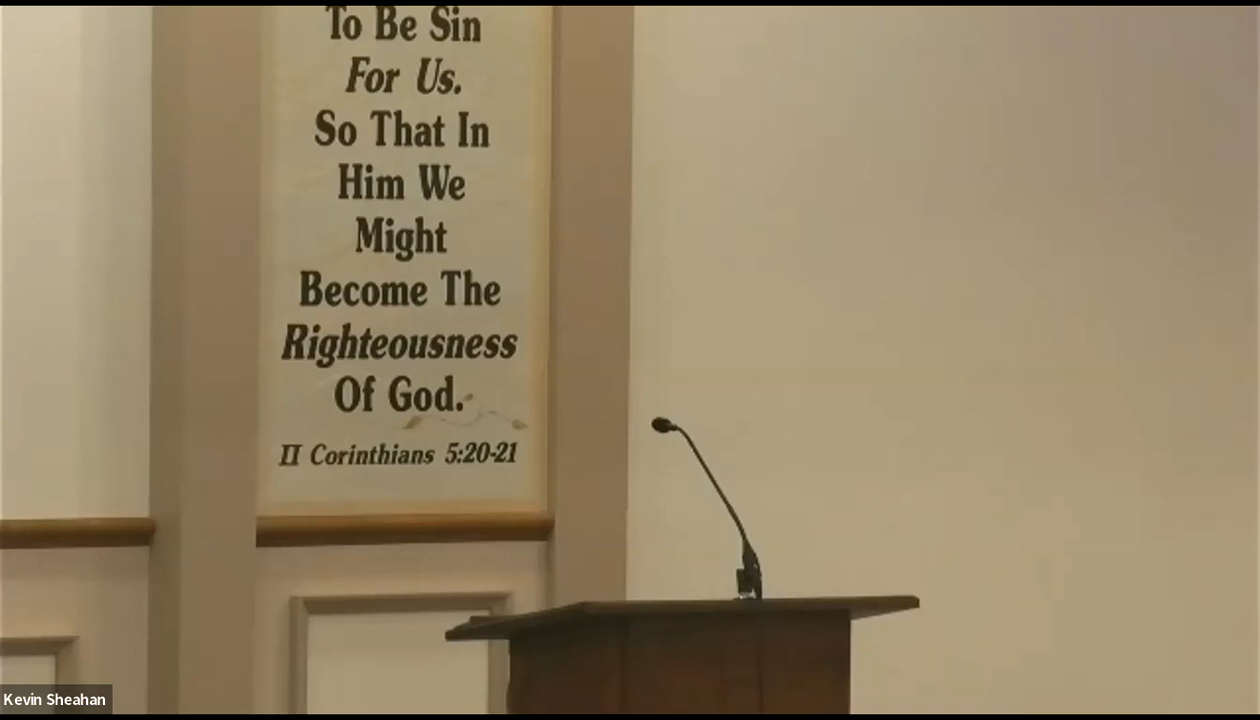 To Be Sin
For Us.
So That In
Him We
Might
Become The
Righteousness
Of God.
II Corinthians 5:20-21
Kevin Sheahan